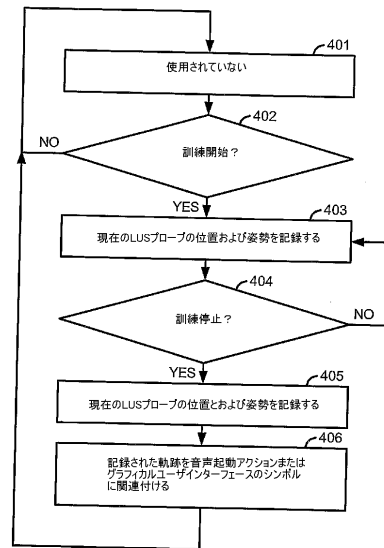 401
使用されていない
402
NO
訓練開始？
YES
403
現在のLUSプローブの位置および姿勢を記録する
404
訓練停止？
NO
YES
405
現在のLUSプローブの位置とおよび姿勢を記録する
406
記録された軌跡を音声起動アクションまたは
グラフィカルユーザインターフェースのシンボル
に関連付ける